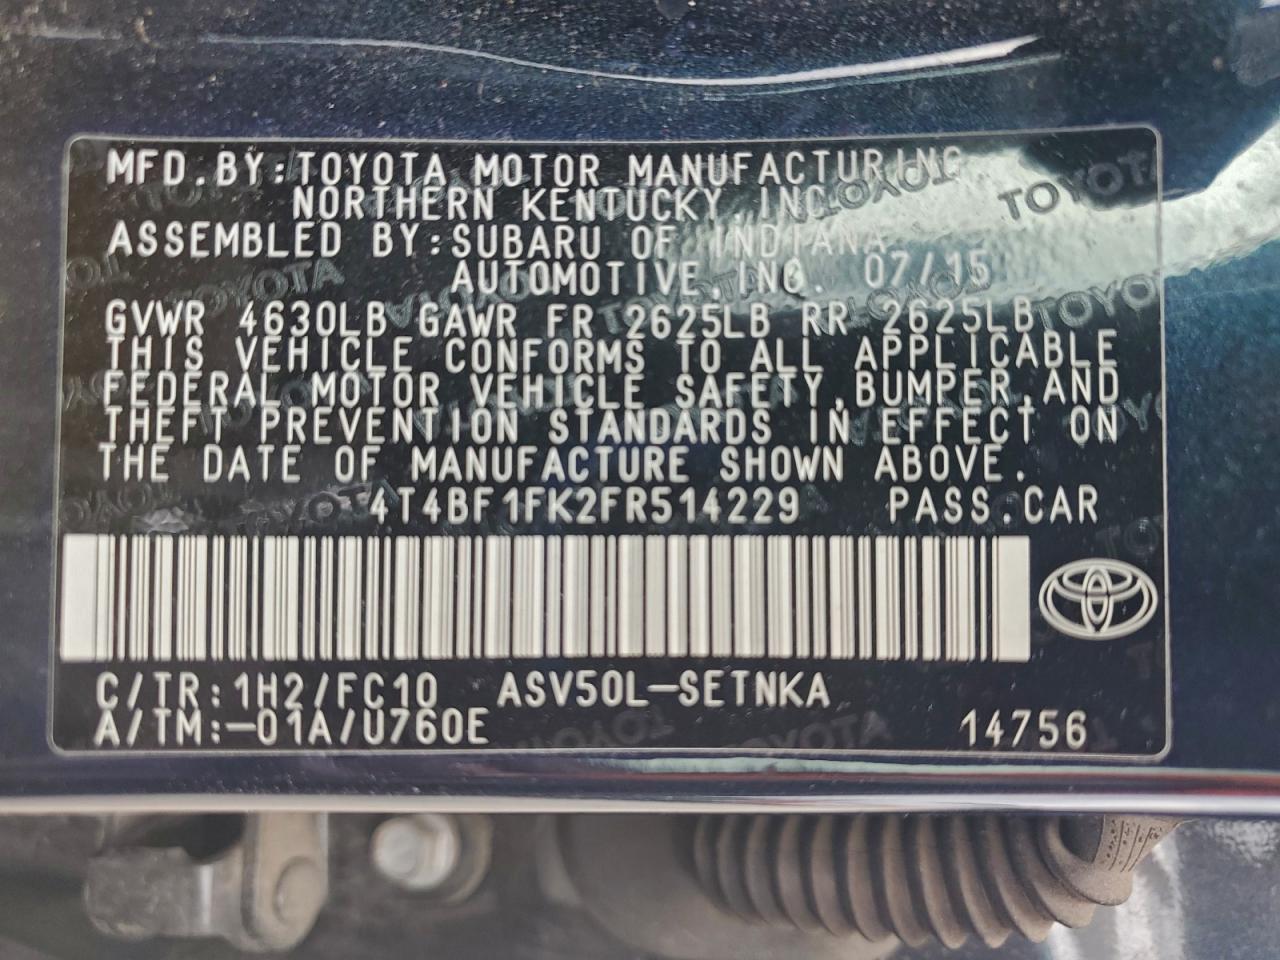 MFD.BY:TOYOTA MOTOR MANUFACTURING
NORTHERN KENTUCKY,INC.
ASSEMBLED BY:SUBARU OF INDIANA
AUTOMOTIVE,INC. 07/15
GVWR 4630LB GAWR FR 2625LB RR 2625LB
THIS VEHICLE CONFORMS TO ALL APPLICABLE
FEDERAL MOTOR VEHICLE SAFETY,BUMPER,AND
THEFT PREVENTION STANDARDS IN EFFECT ON
THE DATE OF MANUFACTURE SHOWN ABOVE.
4T4BF1FK2FR514229 PASS.CAR
C/TR:1H2/FC10 ASV50L-SETNKA
A/TM:-01A/U760E 14756